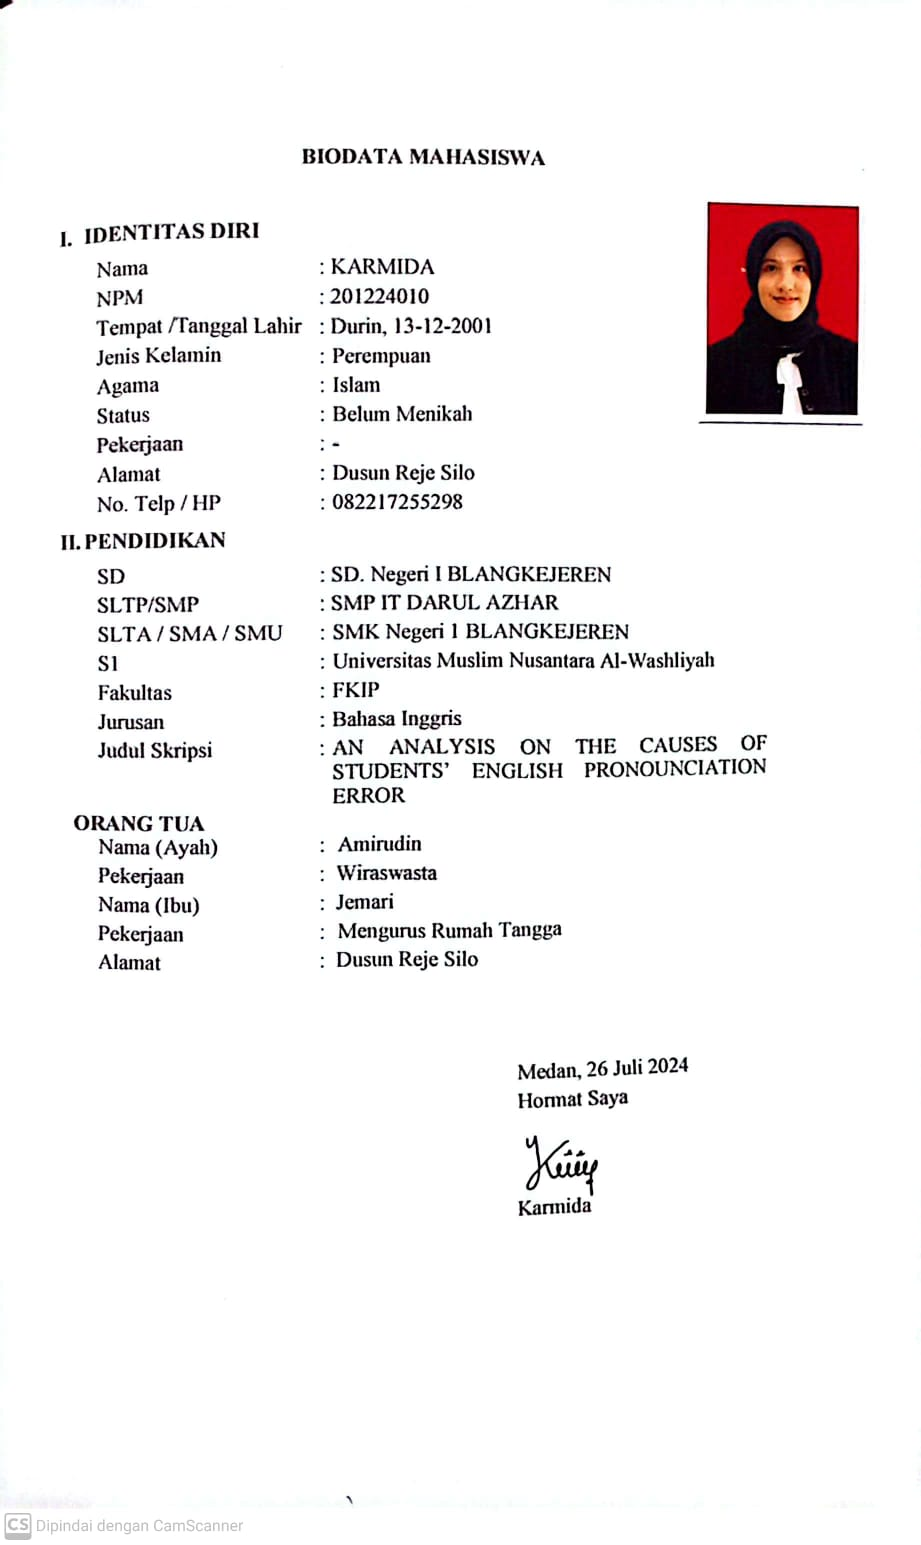 BIODATA MAHASISWA
I. IDENTITAS DIRI
Nama : KARMIDA
NPM : 201224010
Tempat /Tanggal Lahir : Durin, 13-12-2001
Jenis Kelamin : Perempuan
Agama : Islam
Status : Belum Menikah
Pekerjaan : -
Alamat : Dusun Reje Silo
No. Telp / HP : 082217255298
II. PENDIDIKAN
SD : SD. Negeri I BLANGKEJEREN
SLTP/SMP : SMP IT DARUL AZHAR
SLTA / SMA / SMU : SMK Negeri 1 BLANGKEJEREN
S1 : Universitas Muslim Nusantara Al-Washliyah
Fakultas : FKIP
Jurusan : Bahasa Inggris
Judul Skripsi : AN ANALYSIS ON THE CAUSES OF
STUDENTS' ENGLISH PRONOUNCIATION
ERROR
ORANG TUA
Nama (Ayah) : Amirudin
Pekerjaan : Wiraswasta
Nama (Ibu) : Jemari
Pekerjaan : Mengurus Rumah Tangga
Alamat : Dusun Reje Silo
Medan, 26 Juli 2024
Hormat Saya
Karmida
CS Dipindai dengan CamScanner